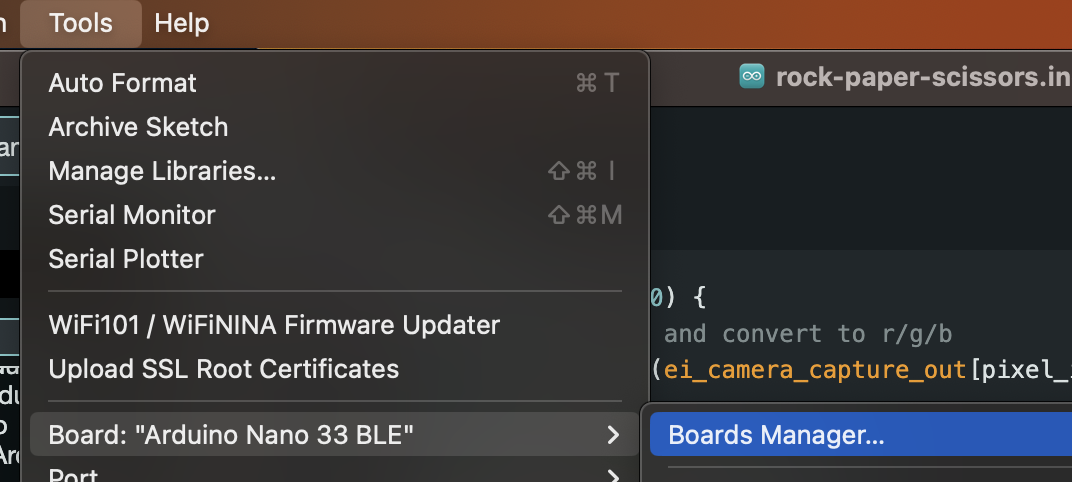 Tools Help
rock-paper-scissors.in
Auto Format ⌘ T
Archive Sketch
Manage Libraries... ⇧ ⌘ I
Serial Monitor ⇧ ⌘ M
Serial Plotter
0) {
WiFi101 / WiFiNINA Firmware Updater
and convert to r/g/b
Upload SSL Root Certificates
(ei_camera_capture_out[pixel_
Board: "Arduino Nano 33 BLE"
Boards Manager...
Port